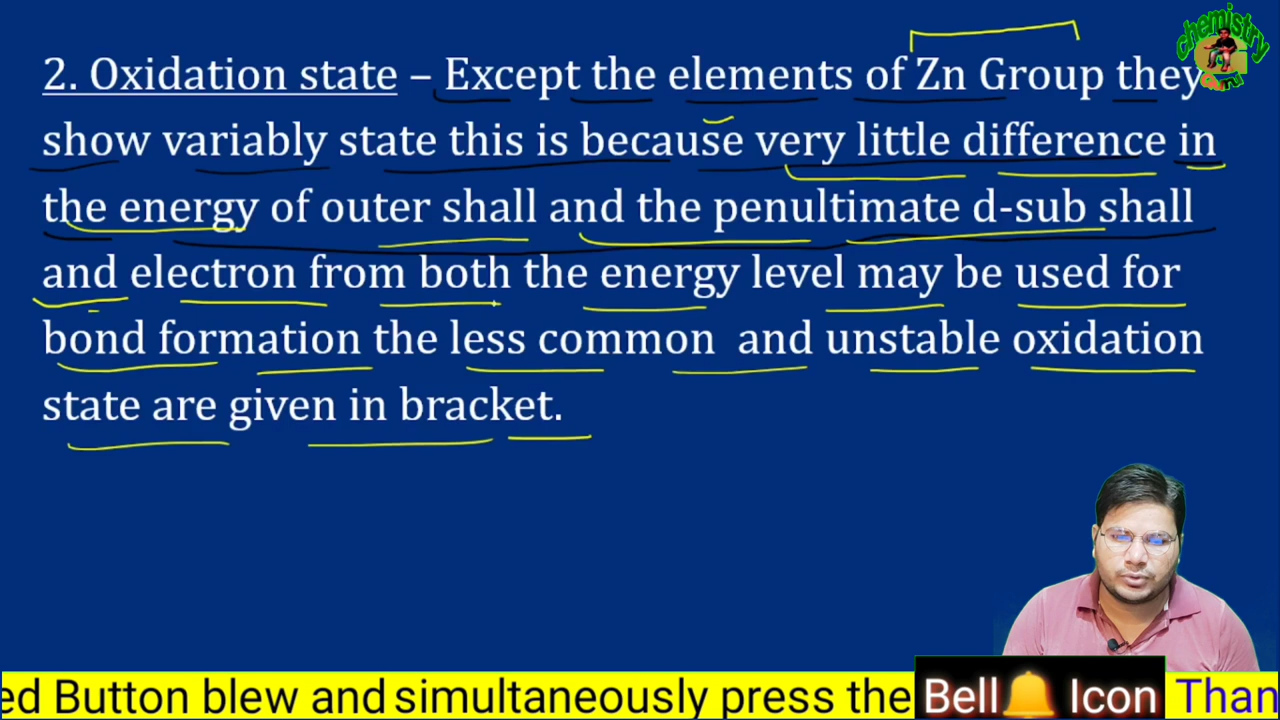 2. Oxidation state – Except the elements of Zn Group they
show variably state this is because very little difference in
the energy of outer shall and the penultimate d-sub shall
and electron from both the energy level may be used for
bond formation the less common and unstable oxidation
state are given in bracket.
chemistry
ed Button blew and simultaneously press the Bell🔔 Icon Than